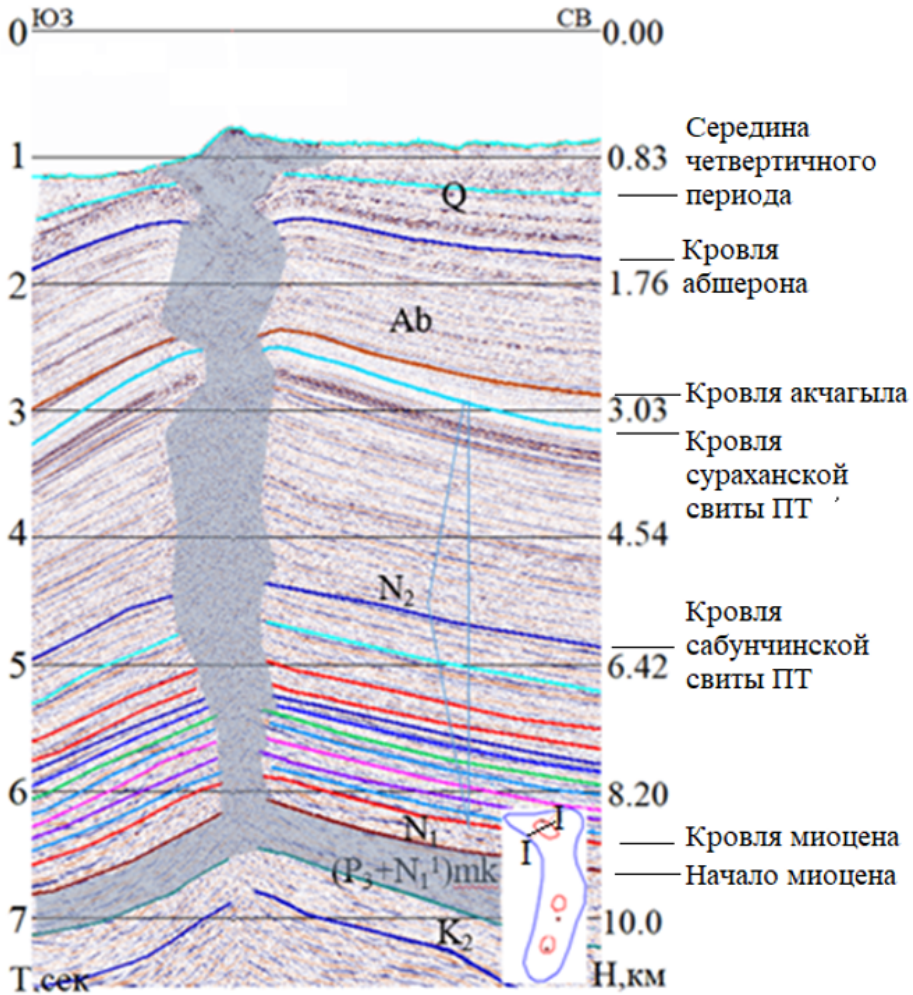 ЮЗ
СВ
0
0.00
Середина
четвертичного
периода
1
0.83
Q
Кровля
абшерона
2
1.76
Ab
Кровля акчагыла
3
3.03
Кровля
сураханской
свиты ПТ
4
4.54
N2
Кровля
сабунчинской
свиты ПТ
5
6.42
6
8.20
N1
I
I
Кровля миоцена
(P3+N1¹)mk
Начало миоцена
7
10.0
K2
Т,сек
Н,км